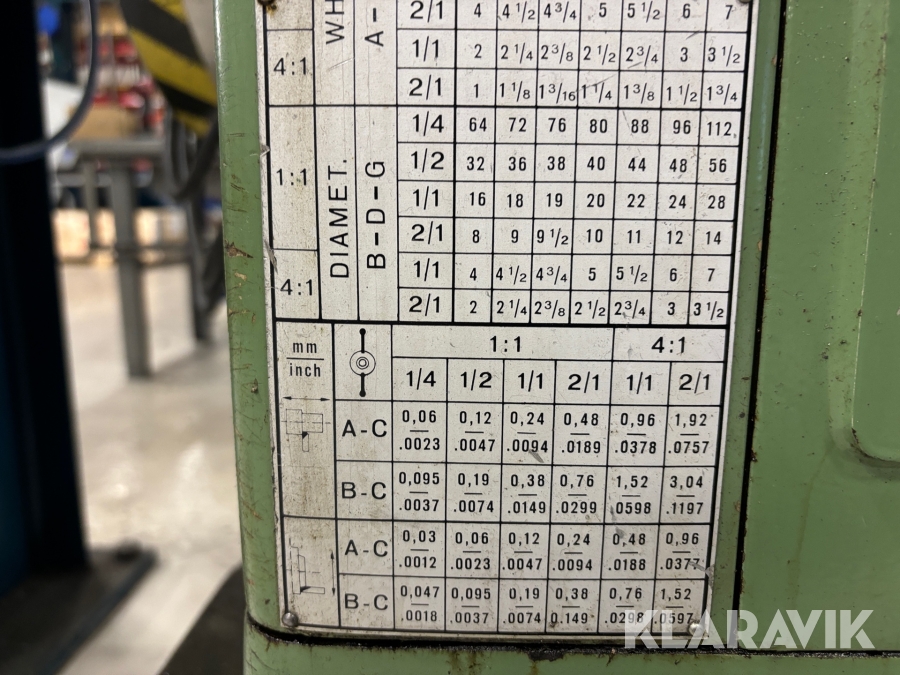 WH
A-
2/1 4 4 1/2 4 3/4 5 5 1/2 6 7
4:1 1/1 2 2 1/4 2 3/8 2 1/2 2 3/4 3 3 1/2
2/1 1 1 1/8 1 3/16 1 1/4 1 3/8 1 1/2 1 3/4
DIAMET.
B-D-G
1/4 64 72 76 80 88 96 112
1:1 1/2 32 36 38 40 44 48 56
1/1 16 18 19 20 22 24 28
2/1 8 9 9 1/2 10 11 12 14
4:1 1/1 4 4 1/2 4 3/4 5 5 1/2 6 7
2/1 2 2 1/4 2 3/8 2 1/2 2 3/4 3 3 1/2
mm
inch
1:1 4:1
1/4 1/2 1/1 2/1 1/1 2/1
A-C 0,06 0,12 0,24 0,48 0,96 1,92
.0023 .0047 .0094 .0189 .0378 .0757
B-C 0,095 0,19 0,38 0,76 1,52 3,04
.0037 .0074 .0149 .0299 .0598 .1197
A-C 0,03 0,06 0,12 0,24 0,48 0,96
.0012 .0023 .0047 .0094 .0188 .0377
B-C 0,047 0,095 0,19 0,38 0,76 1,52
.0018 .0037 .0074 0.149 .0298 .0597
KLARAVIK